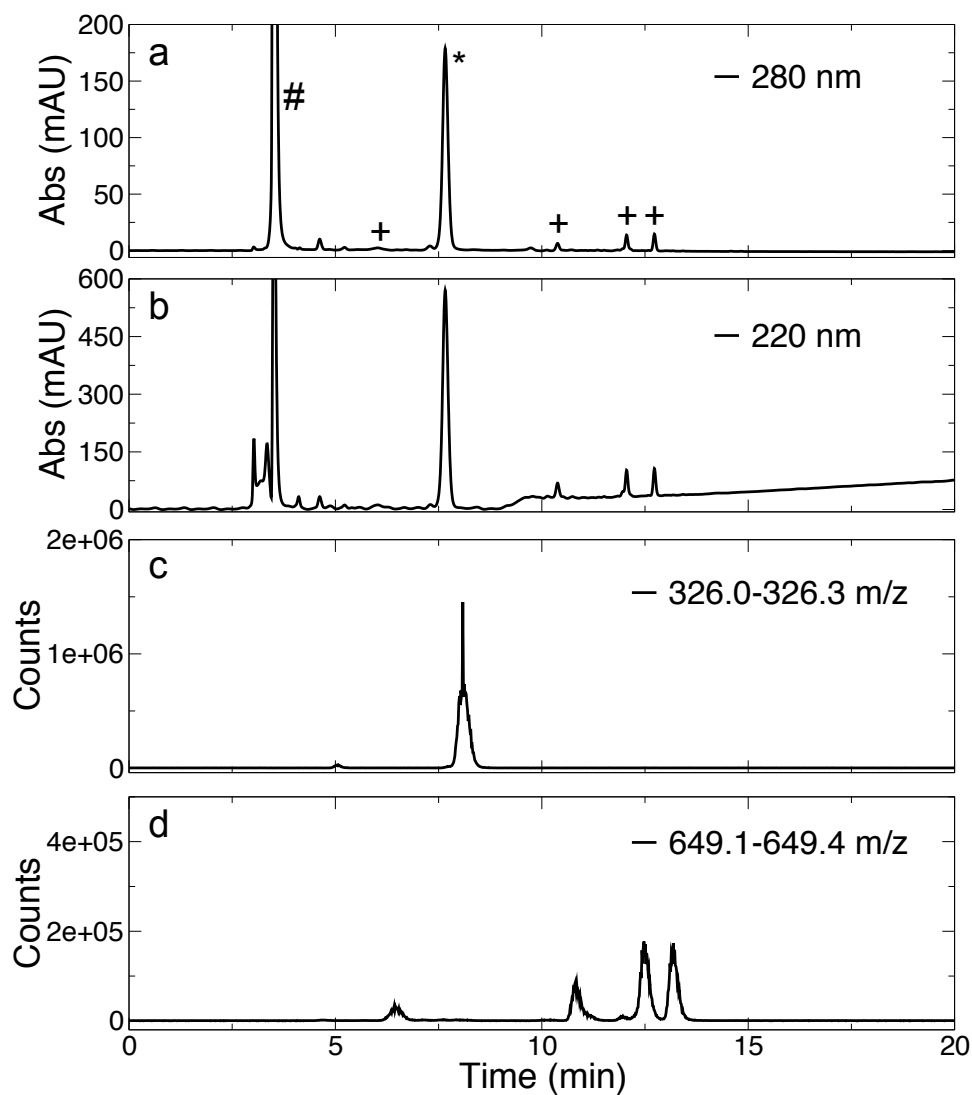 a
200
150
100
50
0
Abs (mAU)
#
*
— 280 nm
+
+
+ +
b
600
450
300
150
0
Abs (mAU)
— 220 nm
c
2e+06
1e+06
0
Counts
— 326.0-326.3 m/z
d
4e+05
2e+05
0
Counts
— 649.1-649.4 m/z
0 5 10 15 20
Time (min)